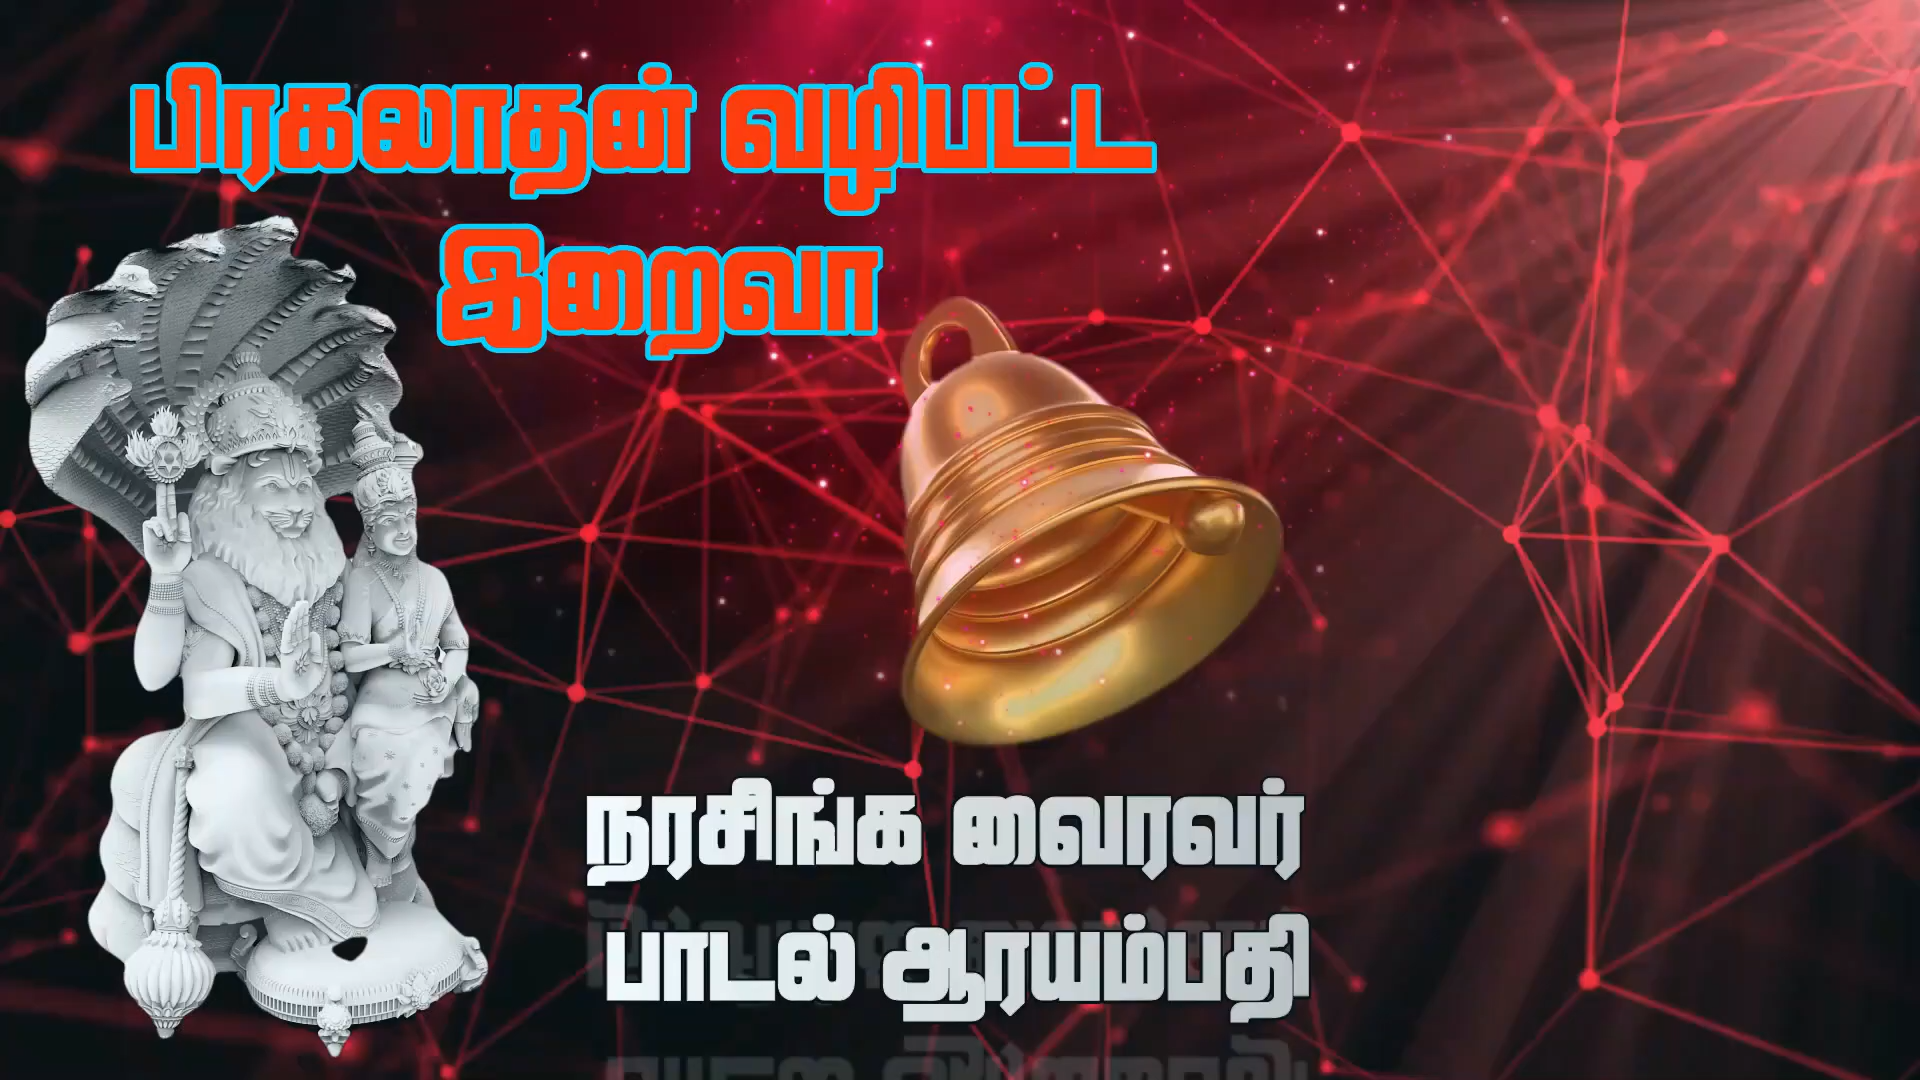 பிரகலாதன் வழிபட்ட
இறைவா
நரசிங்க வைரவர்
பாடல் ஆரயம்பதி